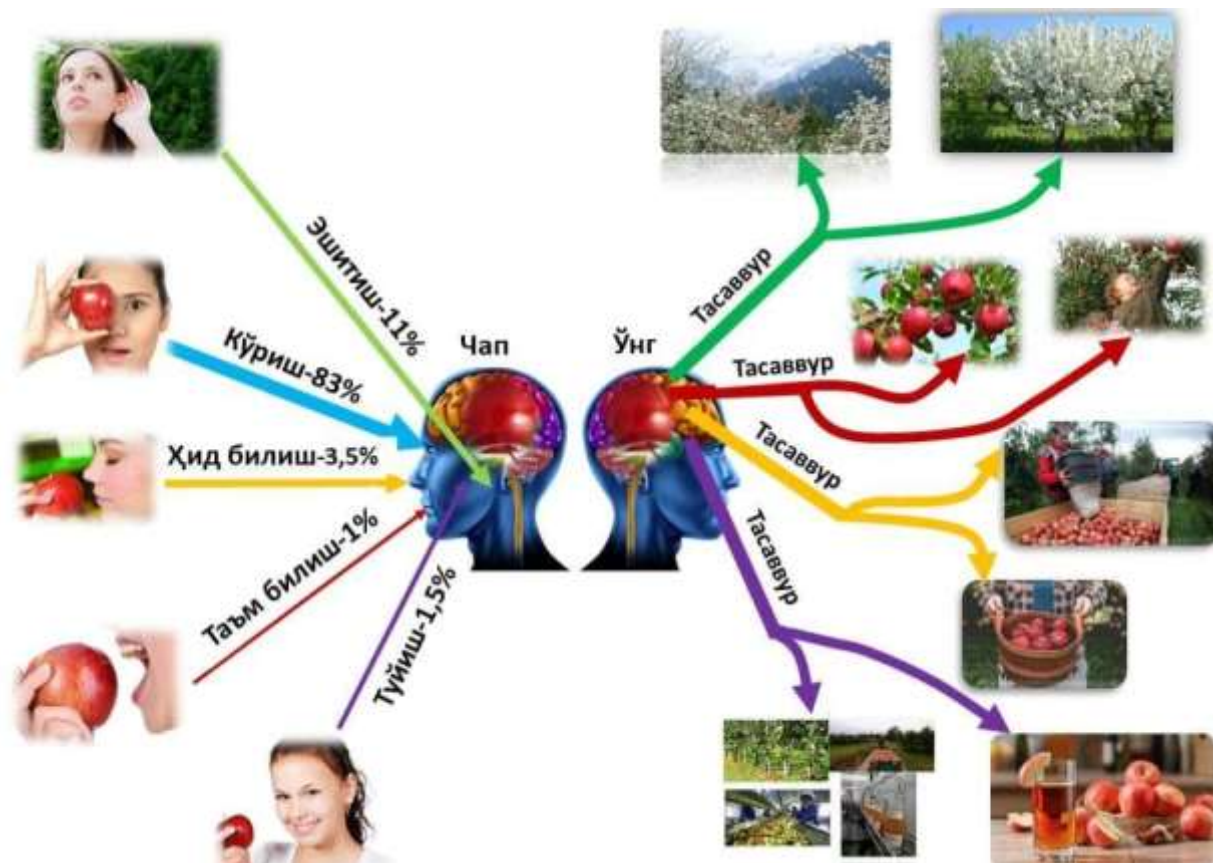 Эшитиш-11%
Кўриш-83%
Ҳид билиш-3,5%
Таъм билиш-1%
Туйиш-1,5%
Чап
Ўнг
Тасаввур
Тасаввур
Тасаввур
Тасаввур